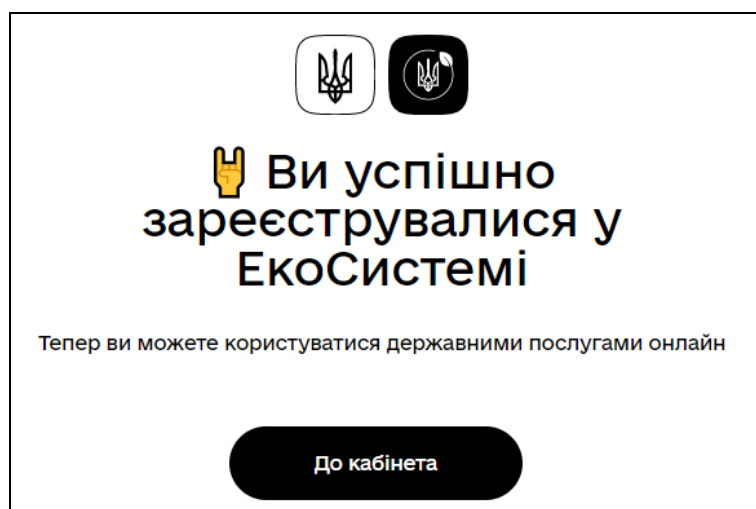 🤘 Ви успішно
зареєструвалися у
ЕкоСистемі
Тепер ви можете користуватися державними послугами онлайн
До кабінета